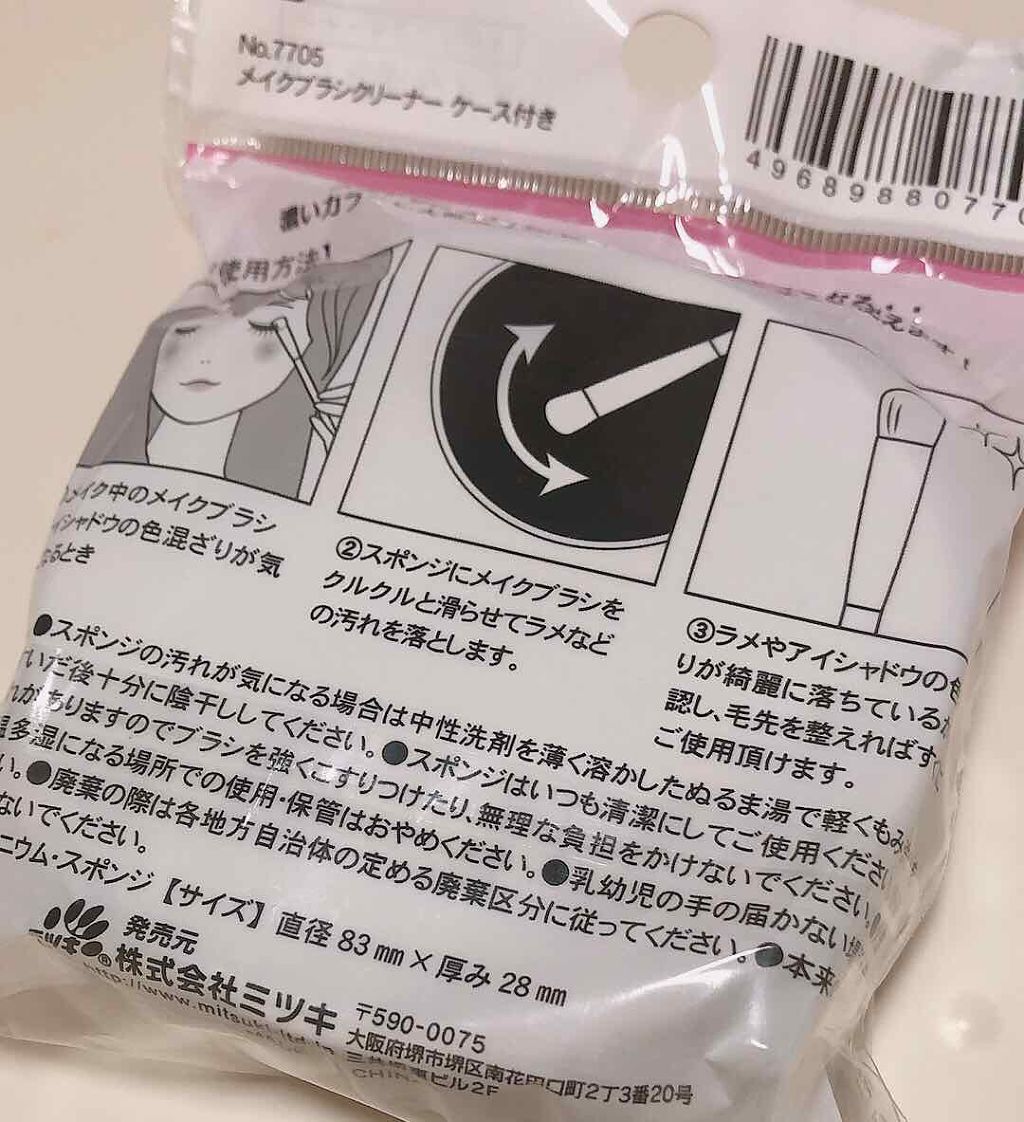 No.7705
メイクブラシクリーナー ケース付き
4968988077
濃いカラ
使用方法】
メイク中のメイクブラシ
イシャドウの色混ざりが気
なるとき
②スポンジにメイクブラシを
クルクルと滑らせてラメなど
の汚れを落とします。
③ラメやアイシャドウの色
りが綺麗に落ちているか
認し、毛先を整えればすぐ
ご使用頂けます。
●スポンジの汚れが気になる場合は中性洗剤を薄く溶かしたぬるま湯で軽くもみ
いだ後十分に陰干ししてください。●スポンジはいつも清潔にしてご使用ください
れがありますのでブラシを強くこすりつけたり、無理な負担をかけないでください。
温多湿になる場所での使用・保管はおやめください。●乳幼児の手の届かない
い。●廃棄の際は各地方自治体の定める廃棄区分に従ってください。●本来
ないでください。
ニウム・スポンジ【サイズ】直径 83㎜×厚み 28㎜
ミツキ® 発売元
株式会社ミツキ 〒590-0075
http://www.mitsuki 大阪府堺市堺区南花田口町2丁3番20号
ビル2F